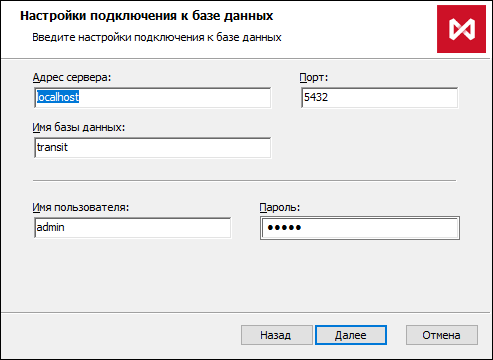 Настройки подключения к базе данных
Введите настройки подключения к базе данных
Адрес сервера: Порт:
localhost 5432
Имя базы данных:
transit
Имя пользователя: Пароль:
admin •••••
Назад Далее Отмена